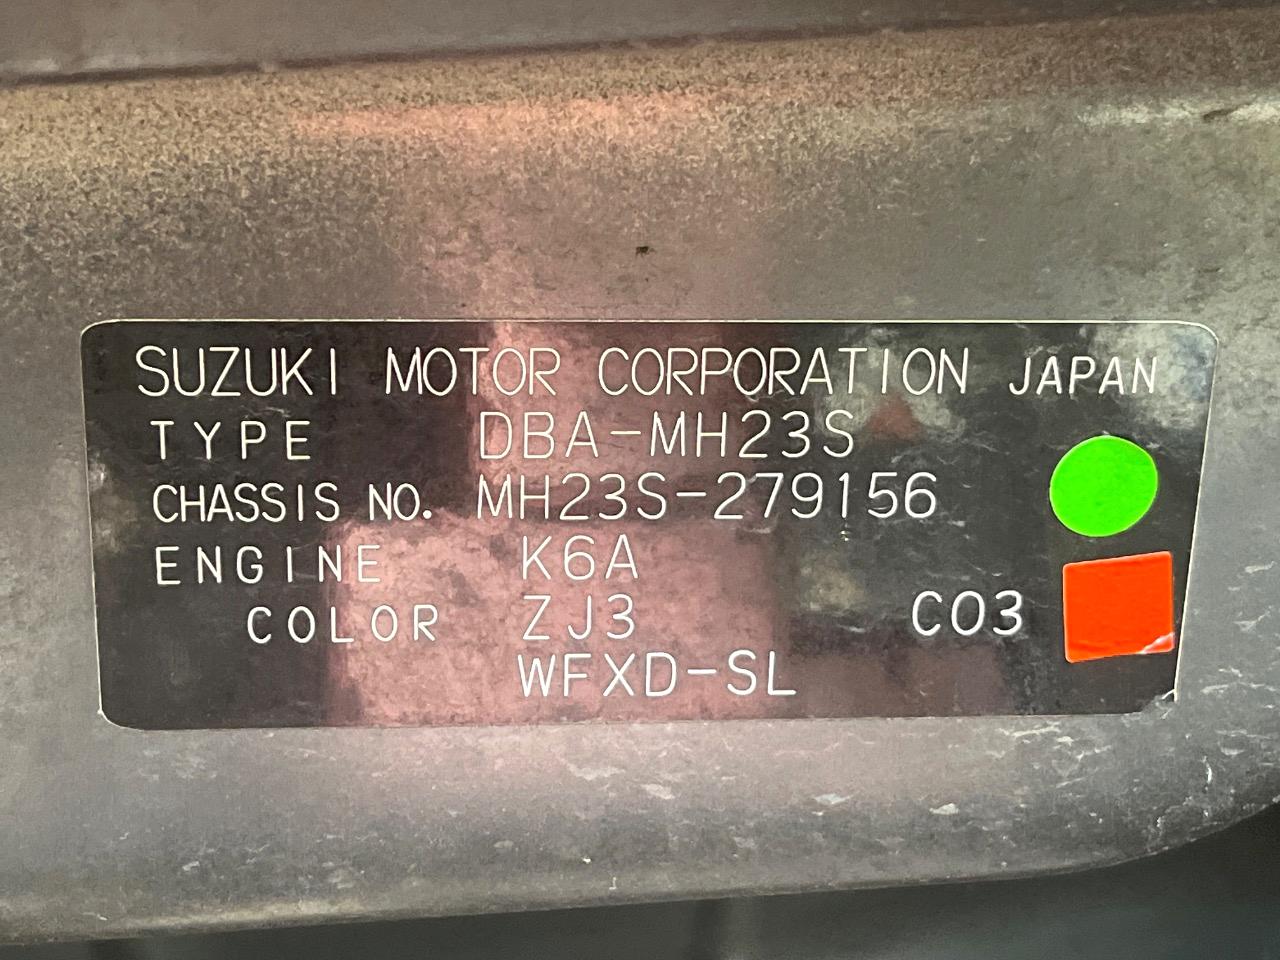 SUZUKI MOTOR CORPORATION JAPAN
TYPE DBA-MH23S
CHASSIS NO. MH23S-279156
ENGINE K6A
COLOR ZJ3 C03
WFXD-SL